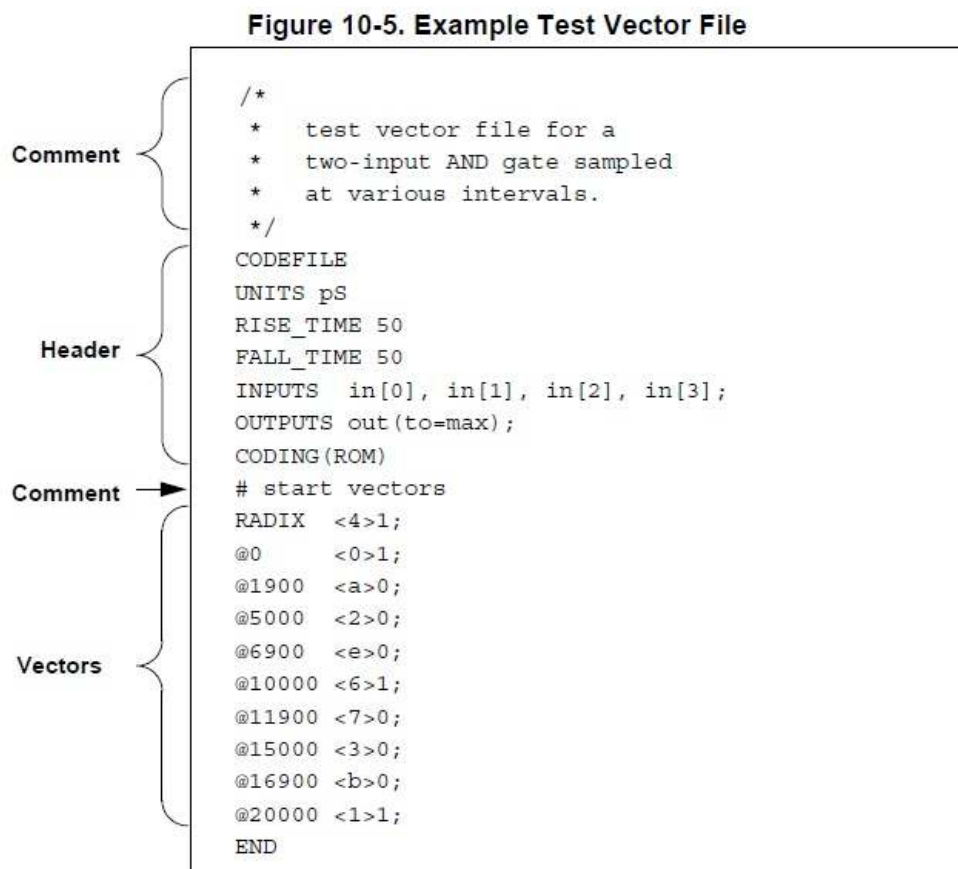 Figure 10-5. Example Test Vector File
Comment
/*
* test vector file for a
* two-input AND gate sampled
* at various intervals.
*/
Header
CODEFILE
UNITS pS
RISE_TIME 50
FALL_TIME 50
INPUTS in[0], in[1], in[2], in[3];
OUTPUTS out(to=max);
CODING(ROM)
Comment
# start vectors
Vectors
RADIX <4>1;
@0 <0>1;
@1900 <a>0;
@5000 <2>0;
@6900 <e>0;
@10000 <6>1;
@11900 <7>0;
@15000 <3>0;
@16900 <b>0;
@20000 <1>1;
END